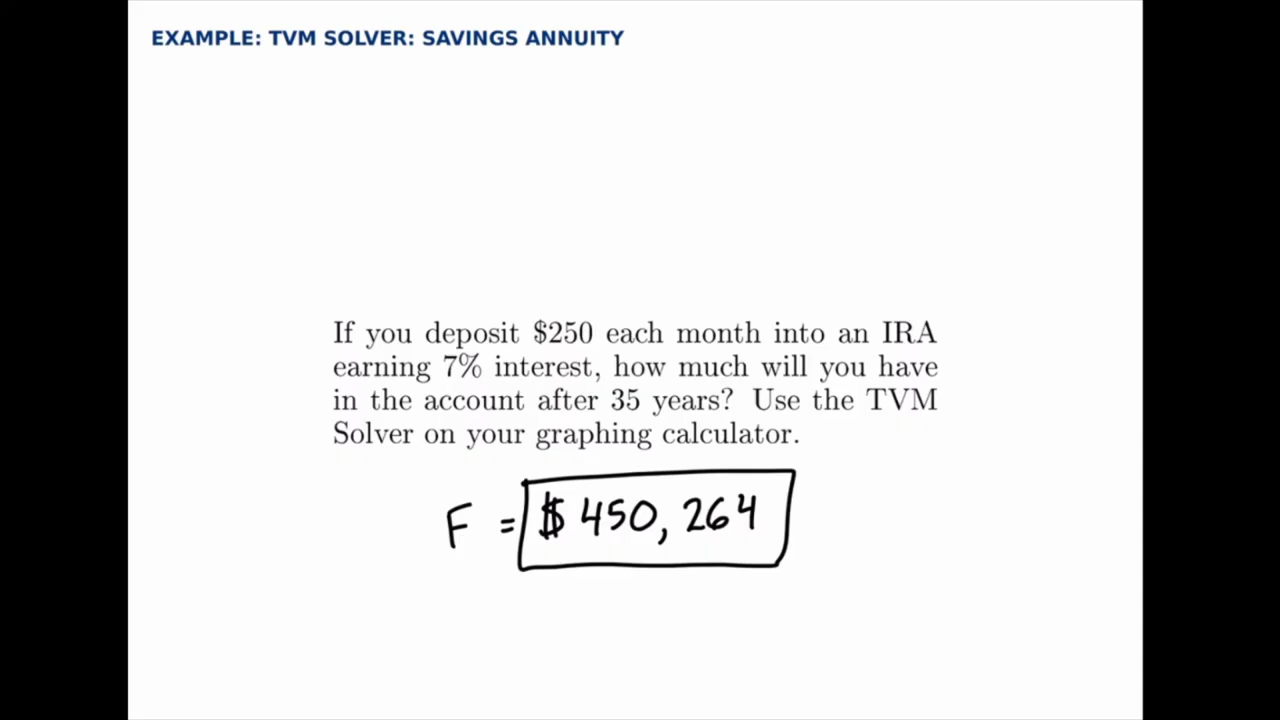 EXAMPLE: TVM SOLVER: SAVINGS ANNUITY
If you deposit $250 each month into an IRA
earning 7% interest, how much will you have
in the account after 35 years? Use the TVM
Solver on your graphing calculator.
F = $ 450, 264